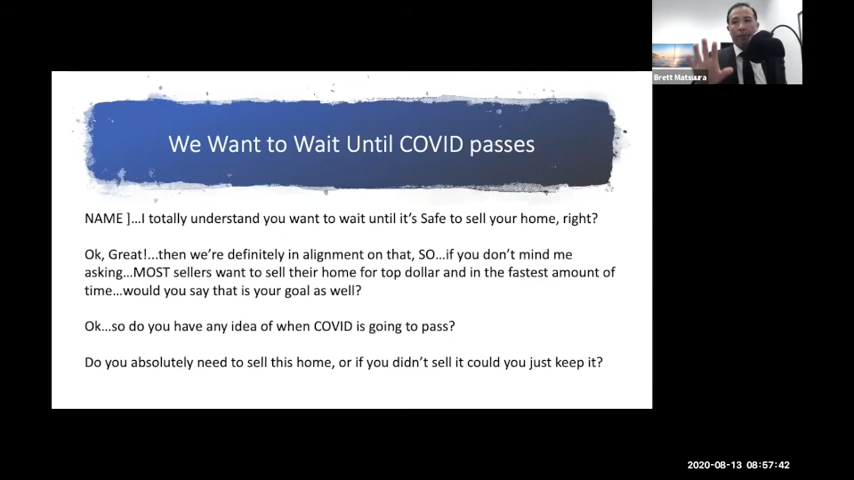 Brett Matsuura
We Want to Wait Until COVID passes
NAME ]…I totally understand you want to wait until it's Safe to sell your home, right?
Ok, Great!...then we're definitely in alignment on that, SO…if you don't mind me
asking…MOST sellers want to sell their home for top dollar and in the fastest amount of
time…would you say that is your goal as well?
Ok…so do you have any idea of when COVID is going to pass?
Do you absolutely need to sell this home, or if you didn't sell it could you just keep it?
2020-08-13 08:57:42